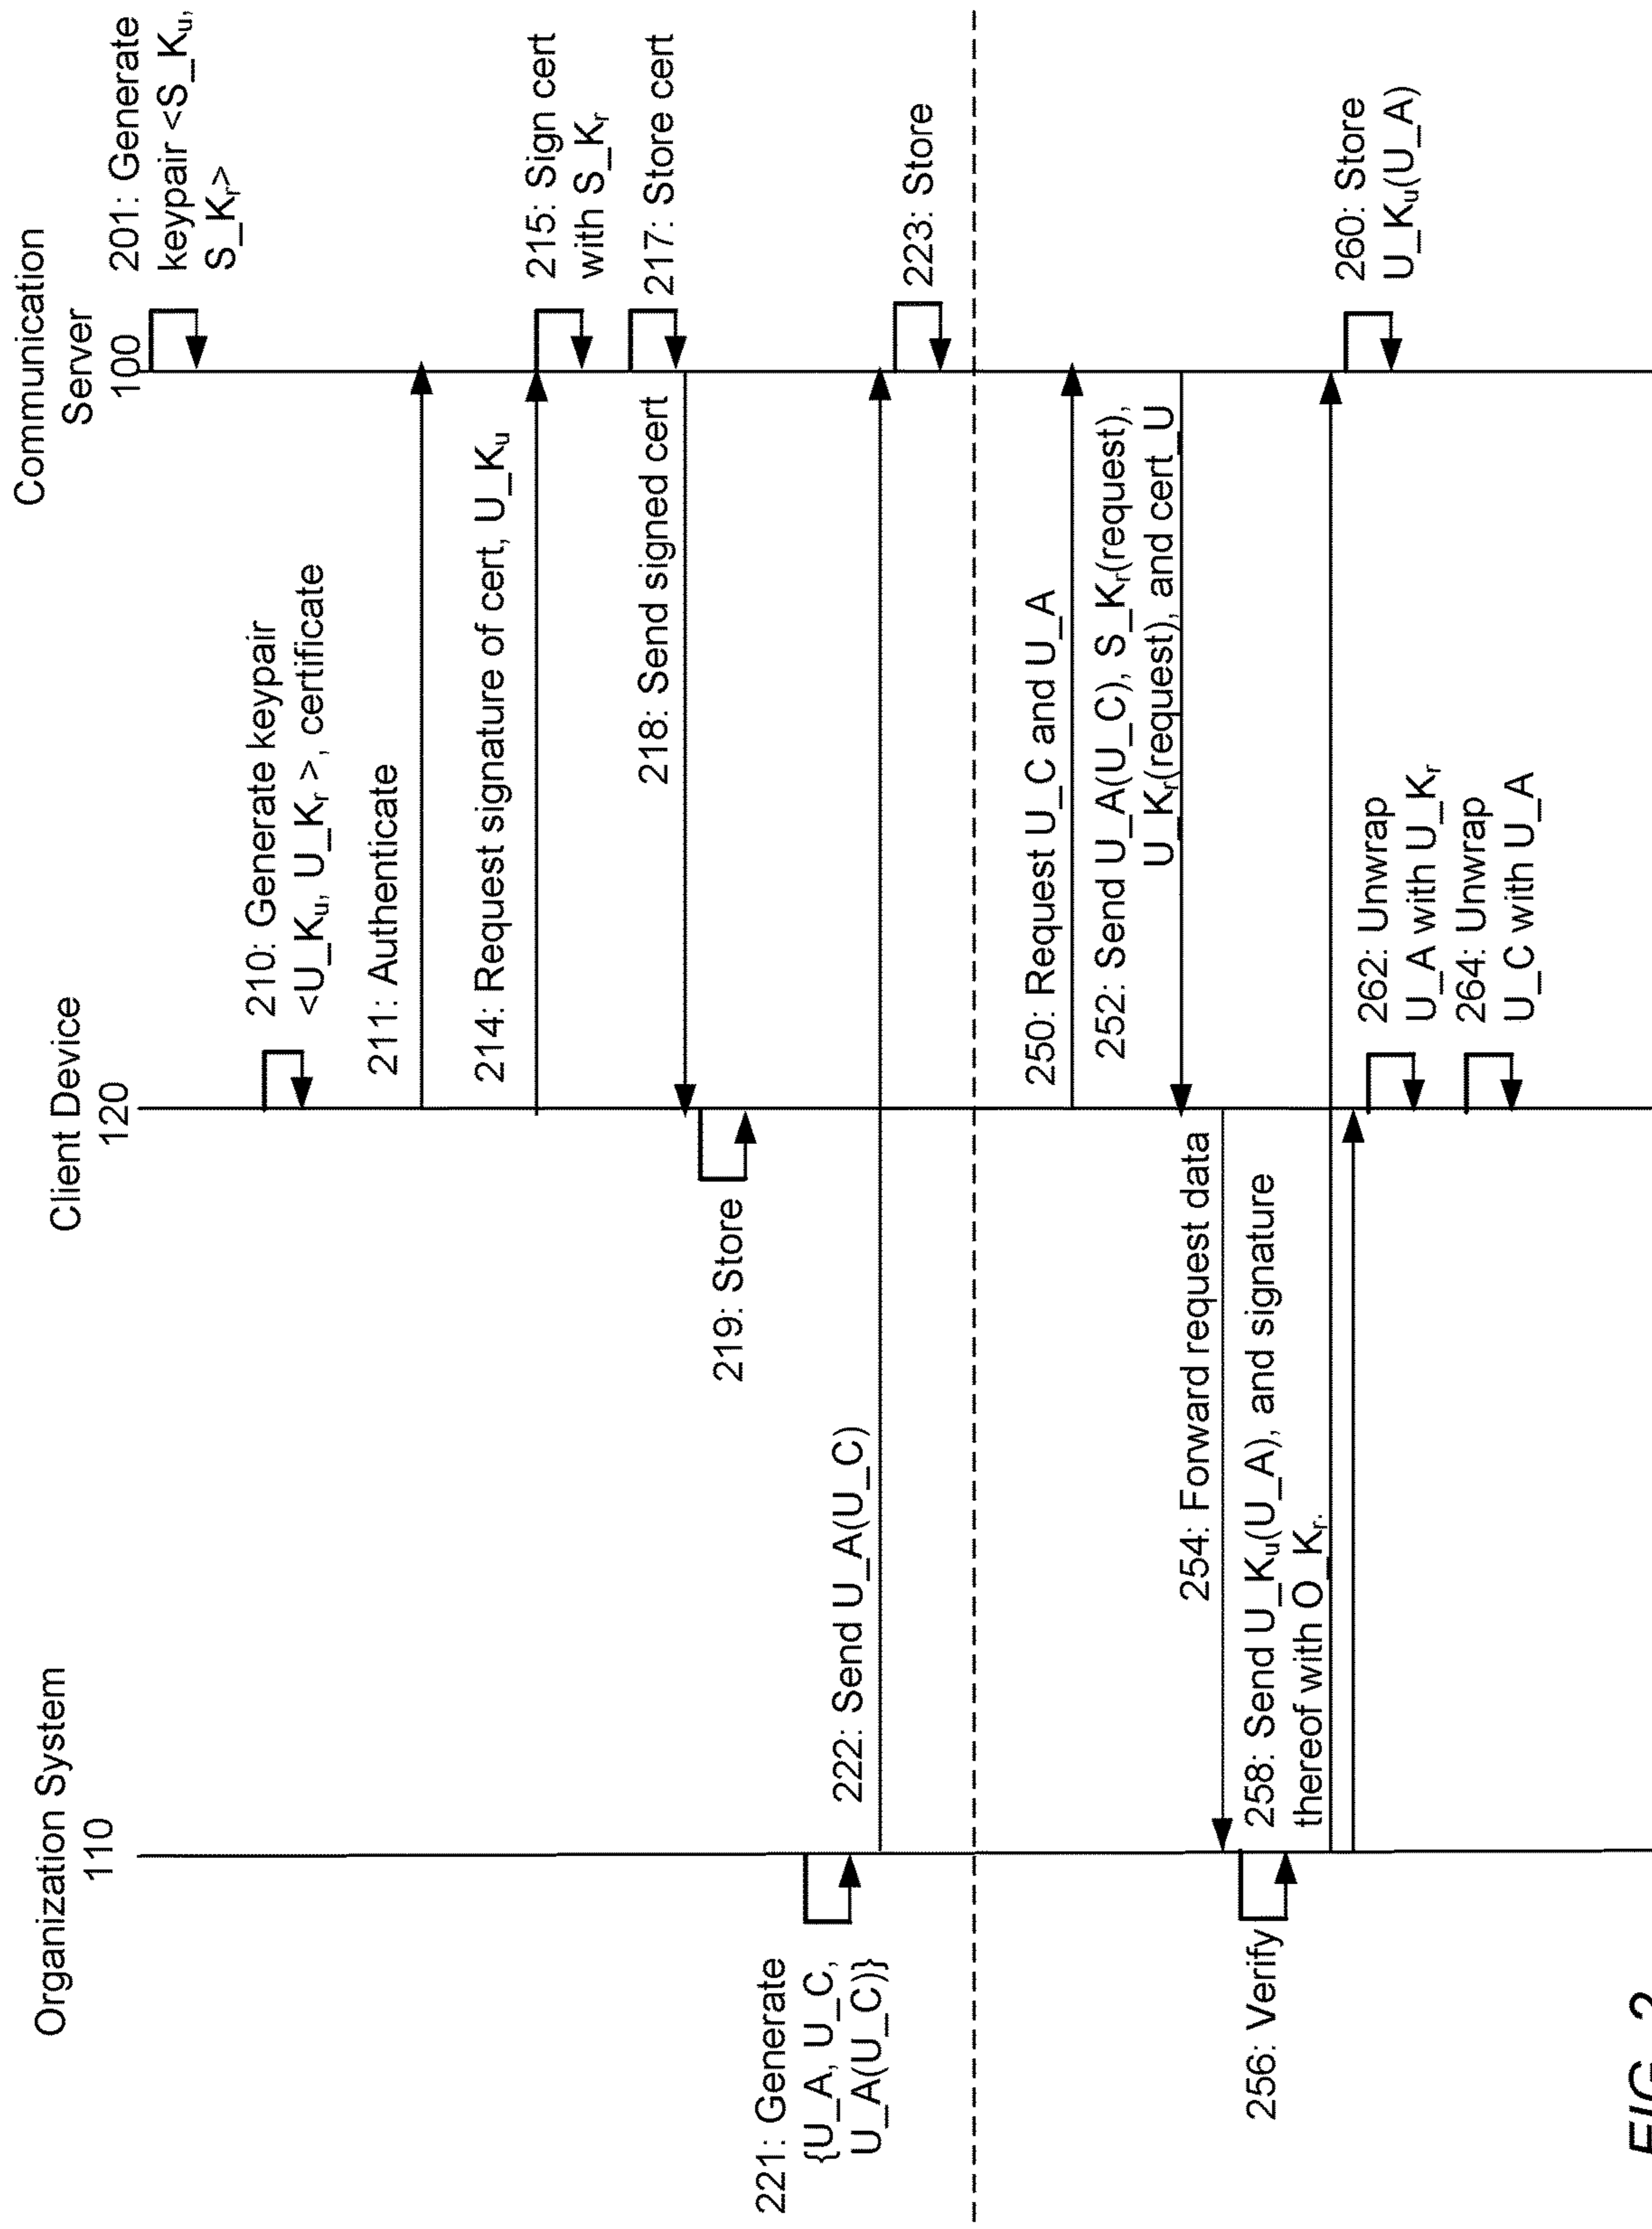 Organization System
110
Client Device
120
Communication
Server
100
201: Generate
keypair <S_Ku,
S_Kr>
210: Generate keypair
<U_Ku, U_Kr >, certificate
211: Authenticate
214: Request signature of cert, U_Ku
215: Sign cert
with S_Kr
217: Store cert
218: Send signed cert
219: Store
221: Generate
{U_A, U_C,
U_A(U_C)}
222: Send U_A(U_C)
223: Store
250: Request U_C and U_A
252: Send U_A(U_C), S_Kr(request),
U_Kr(request), and cert_U
254: Forward request data
256: Verify
258: Send U_Ku(U_A), and signature
thereof with O_Kr.
260: Store
U_Ku(U_A)
262: Unwrap
U_A with U_Kr
264: Unwrap
U_C with U_A
FIG. 2